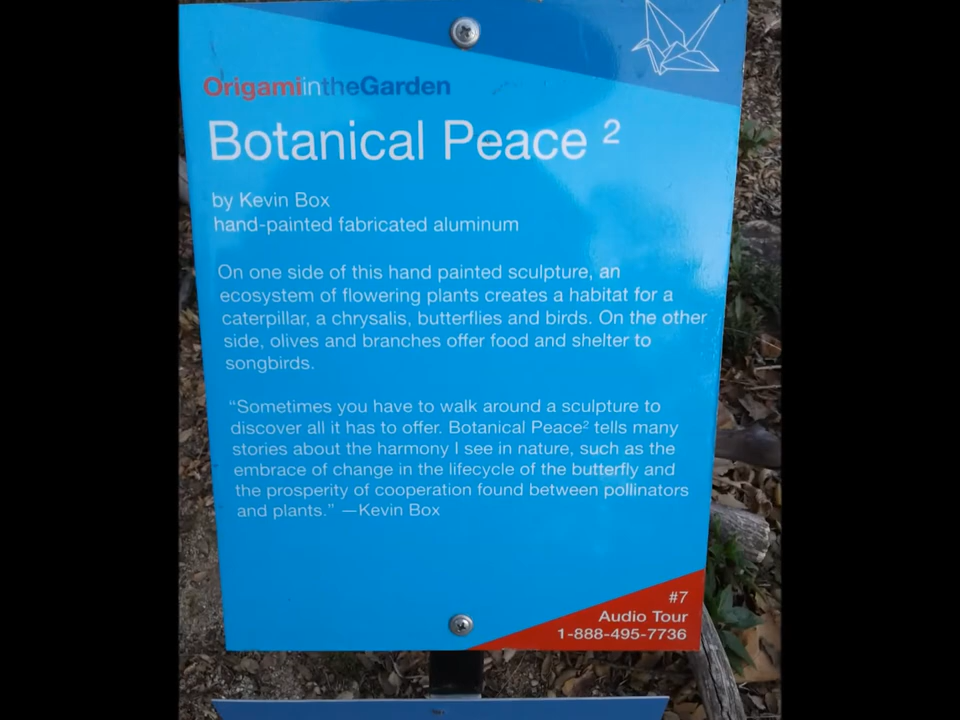 OrigamiintheGarden
Botanical Peace ²
by Kevin Box
hand-painted fabricated aluminum
On one side of this hand painted sculpture, an
ecosystem of flowering plants creates a habitat for a
caterpillar, a chrysalis, butterflies and birds. On the other
side, olives and branches offer food and shelter to
songbirds.
“Sometimes you have to walk around a sculpture to
discover all it has to offer. Botanical Peace² tells many
stories about the harmony I see in nature, such as the
embrace of change in the lifecycle of the butterfly and
the prosperity of cooperation found between pollinators
and plants.” —Kevin Box
#7
Audio Tour
1-888-495-7736